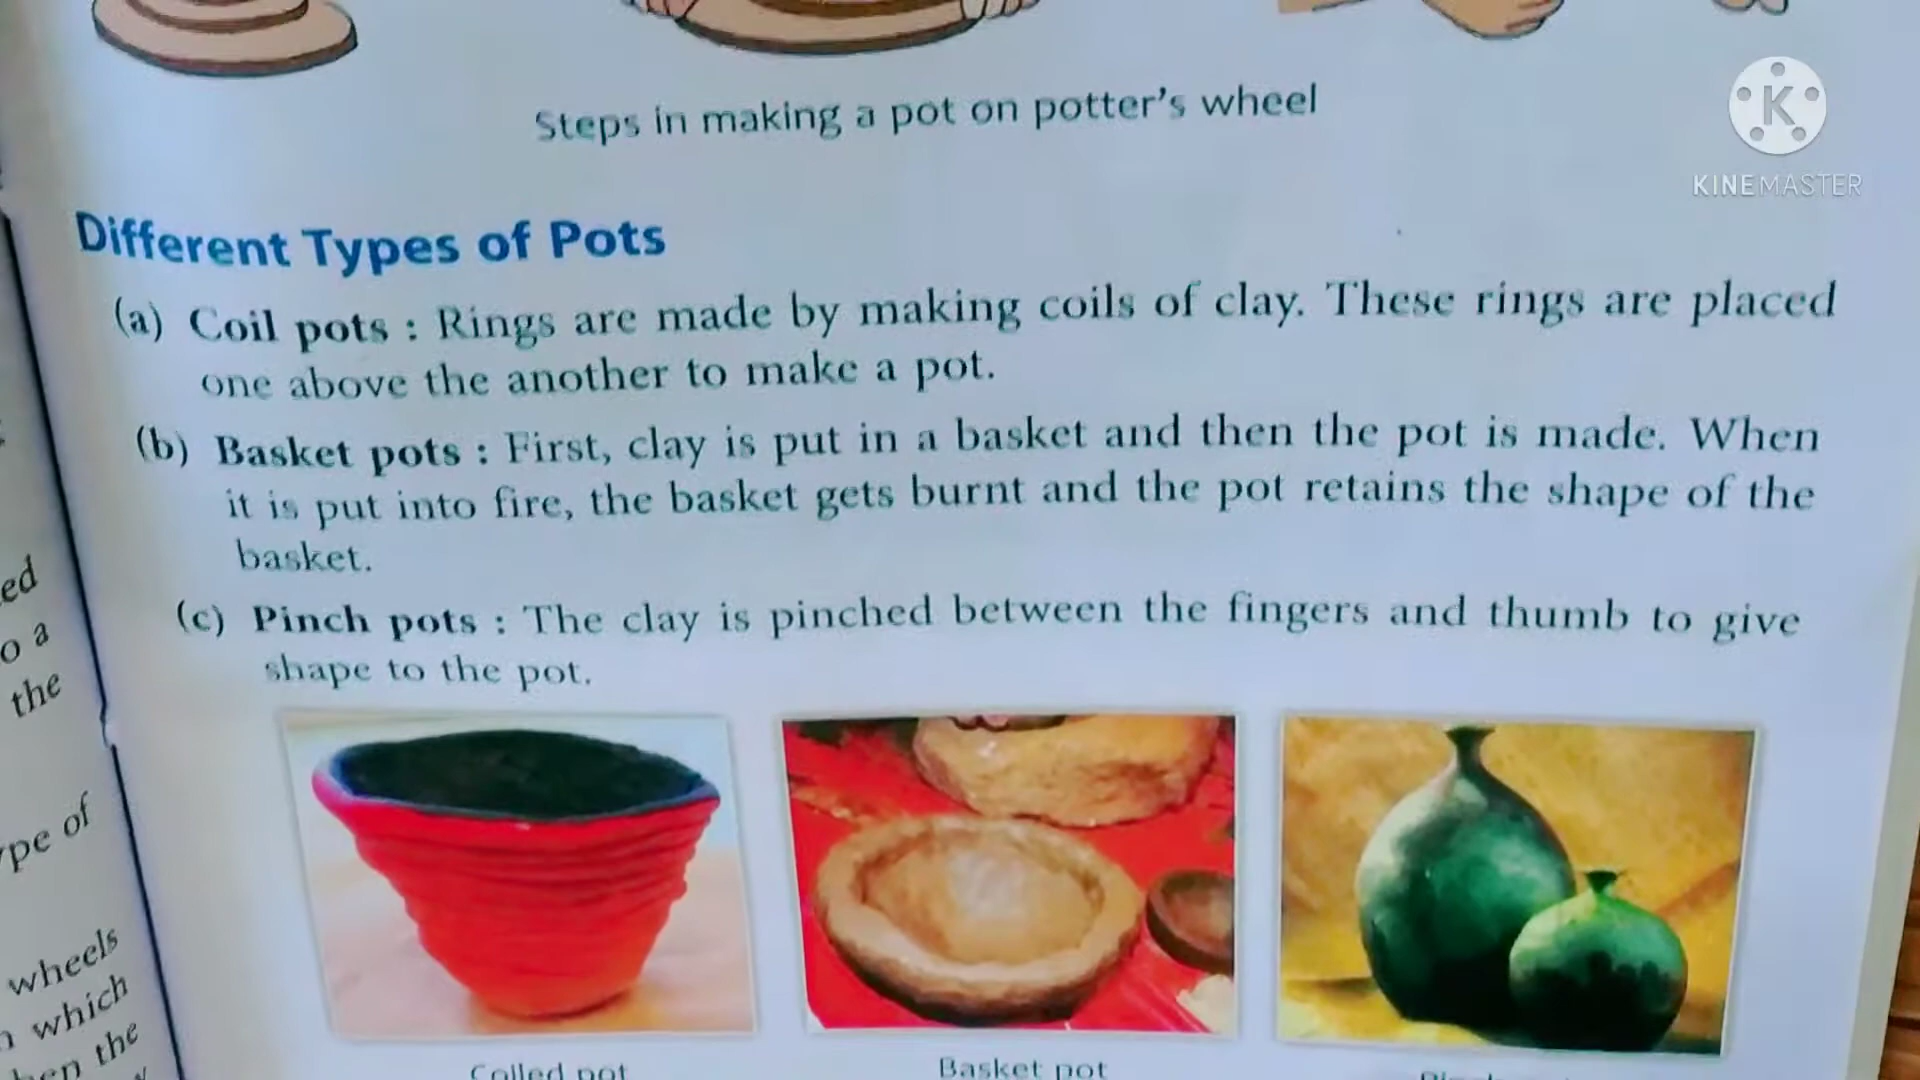 Steps in making a pot on potter's wheel
KINEMASTER
Different Types of Pots
(a) Coil pots : Rings are made by making coils of clay. These rings are placed
one above the another to make a pot.
(b) Basket pots : First, clay is put in a basket and then the pot is made. When
it is put into fire, the basket gets burnt and the pot retains the shape of the
basket.
(c) Pinch pots : The clay is pinched between the fingers and thumb to give
shape to the pot.
o a
the
of
wheels
which
the
Coiled pot
Basket pot